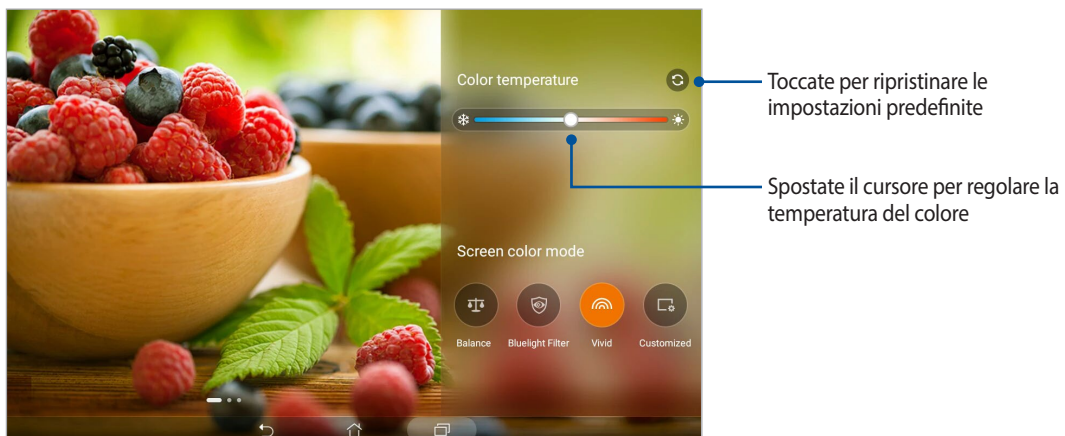 Color temperature
Toccate per ripristinare le
impostazioni predefinite
Spostate il cursore per regolare la
temperatura del colore
Screen color mode
Balance
Bluelight Filter
Vivid
Customized